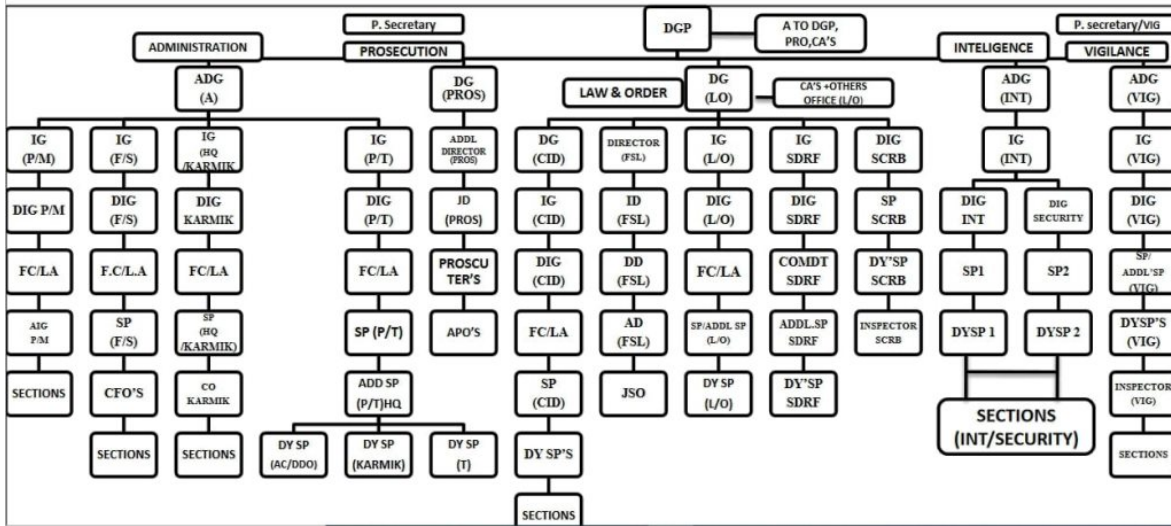 P. Secretary
DGP
A TO DGP,
PRO,CA'S
P. secretary/VIG
ADMINISTRATION
PROSECUTION
INTELIGENCE
VIGILANCE
ADG
(A)
DG
(PROS)
LAW & ORDER
DG
(LO)
CA'S +OTHERS
OFFICE (L/O)
ADG
(INT)
ADG
(VIG)
IG
(P/M)
IG
(F/S)
IG
(HQ
/KARMIK
IG
(P/T)
ADDL
DIRECTOR
(PROS)
DG
(CID)
DIRECTOR
(FSL)
IG
(L/O)
IG
SDRF
DIG
SCRB
IG
(INT)
IG
(VIG)
DIG P/M
DIG
(F/S)
DIG
KARMIK
DIG
(P/T)
JD
(PROS)
IG
(CID)
ID
(FSL)
DIG
(L/O)
DIG
SDRF
SP
SCRB
DIG
INT
DIG
SECURITY
DIG
(VIG)
FC/LA
F.C/L.A
FC/LA
FC/LA
PROSCU
TER'S
DIG
(CID)
DD
(FSL)
FC/LA
COMDT
SDRF
DY'SP
SCRB
SP1
SP2
SP/
ADDL'SP
(VIG)
AIG
P/M
SP
(F/S)
SP
(HQ
/KARMIK)
SP (P/T)
APO'S
FC/LA
AD
(FSL)
SP/ADDL SP
(L/O)
ADDL.SP
SDRF
INSPECTOR
SCRB
DYSP 1
DYSP 2
DYSP'S
(VIG)
SECTIONS
CFO'S
CO
KARMIK
ADD SP
(P/T)HQ
SP
(CID)
JSO
DY SP
(L/O)
DY'SP
SDRF
SECTIONS
(INT/SECURITY)
INSPECTOR
(VIG)
SECTIONS
SECTIONS
DY SP
(AC/DDO)
DY SP
(KARMIK)
DY SP
(T)
DY SP'S
SECTIONS
SECTIONS